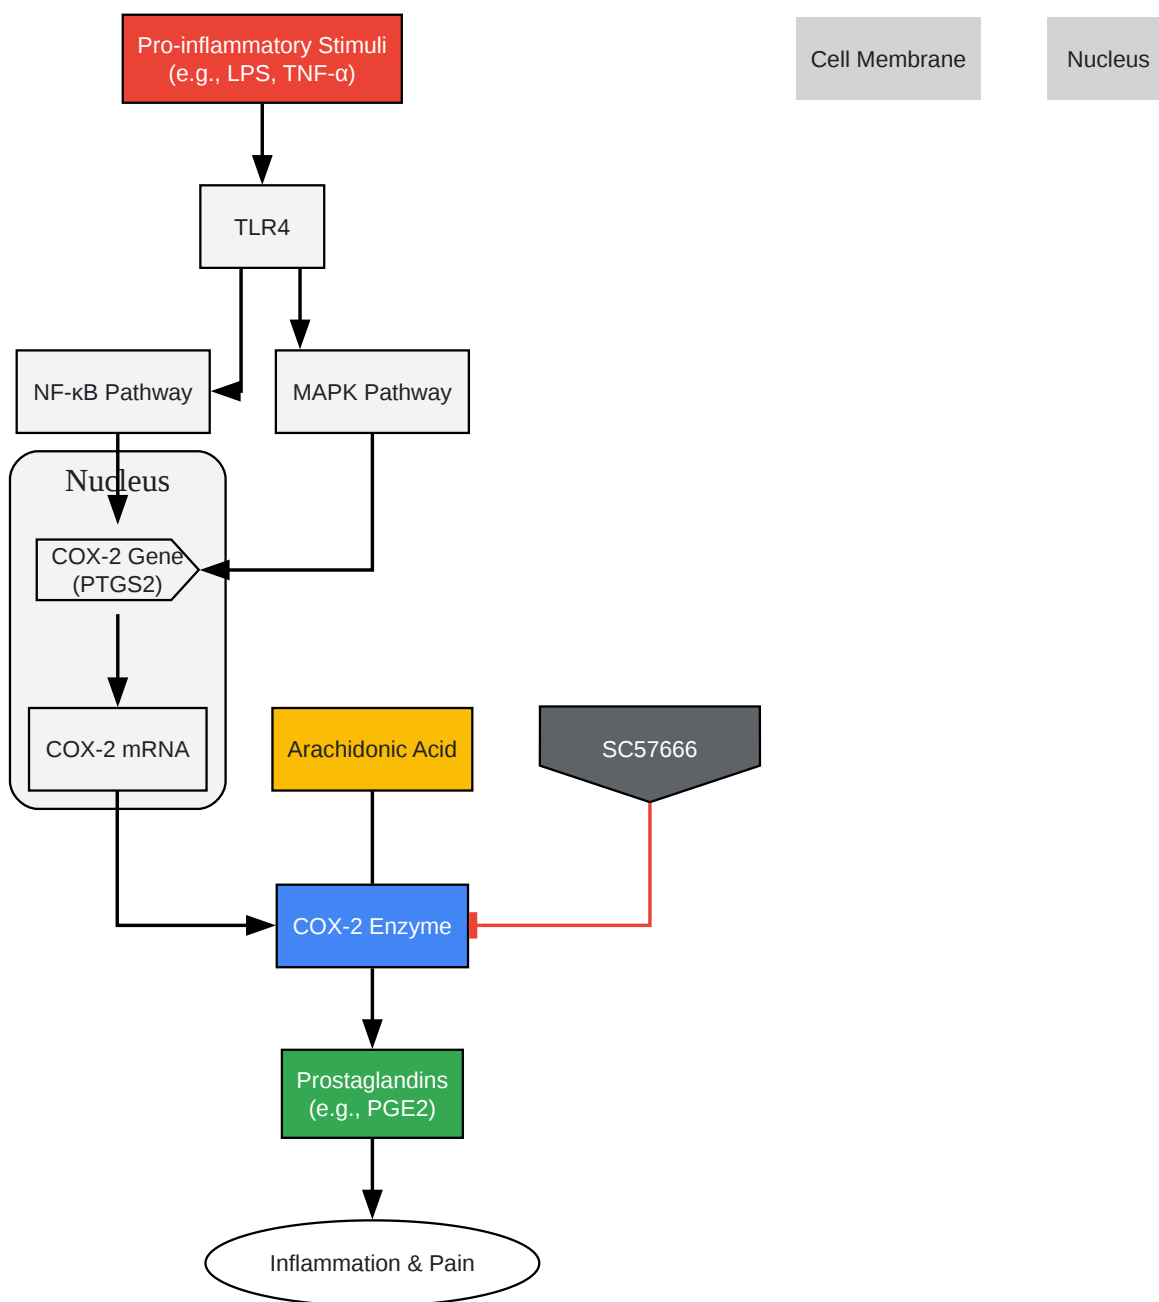 Pro-inflammatory Stimuli
(e.g., LPS, TNF-α)
Cell Membrane
Nucleus
TLR4
NF-κB Pathway
MAPK Pathway
Nucleus
COX-2 Gene
(PTGS2)
COX-2 mRNA
Arachidonic Acid
SC57666
COX-2 Enzyme
Prostaglandins
(e.g., PGE2)
Inflammation & Pain